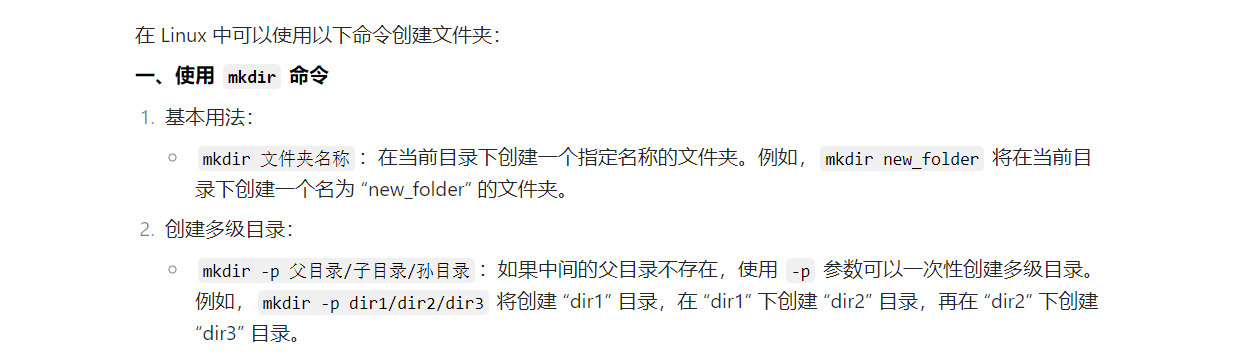 在 Linux 中可以使用以下命令创建文件夹：
一、使用 mkdir 命令
1. 基本用法：
○ mkdir 文件夹名称：在当前目录下创建一个指定名称的文件夹。例如，mkdir new_folder 将在当前目
录下创建一个名为 “new_folder” 的文件夹。
2. 创建多级目录：
○ mkdir -p 父目录/子目录/孙目录：如果中间的父目录不存在，使用 -p 参数可以一次性创建多级目录。
例如，mkdir -p dir1/dir2/dir3 将创建 “dir1” 目录，在 “dir1” 下创建 “dir2” 目录，再在 “dir2” 下创建
“dir3” 目录。